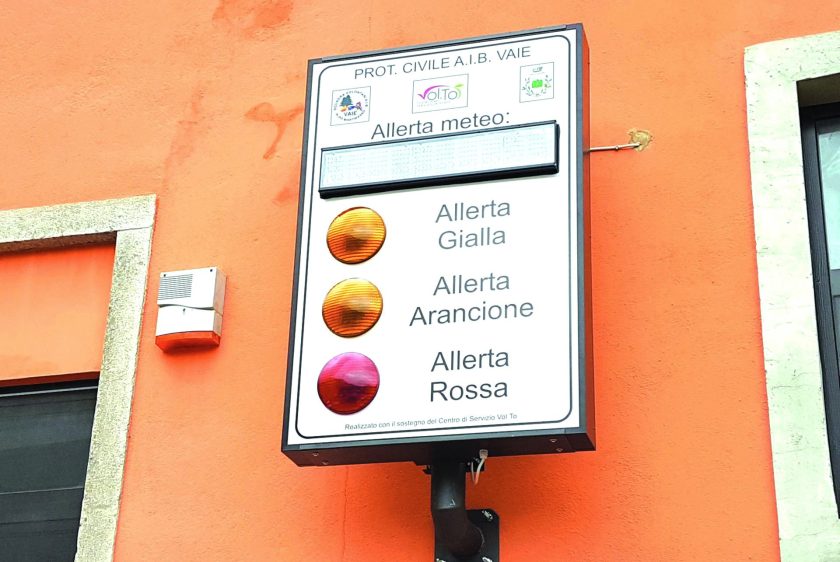 PROT. CIVILE A.I.B. VAIE
VAIE
VOLTO
Allerta meteo:
Allerta
Gialla
Allerta
Arancione
Allerta
Rossa
Realizzato con il sostegno del Centro di Servizio Vol To